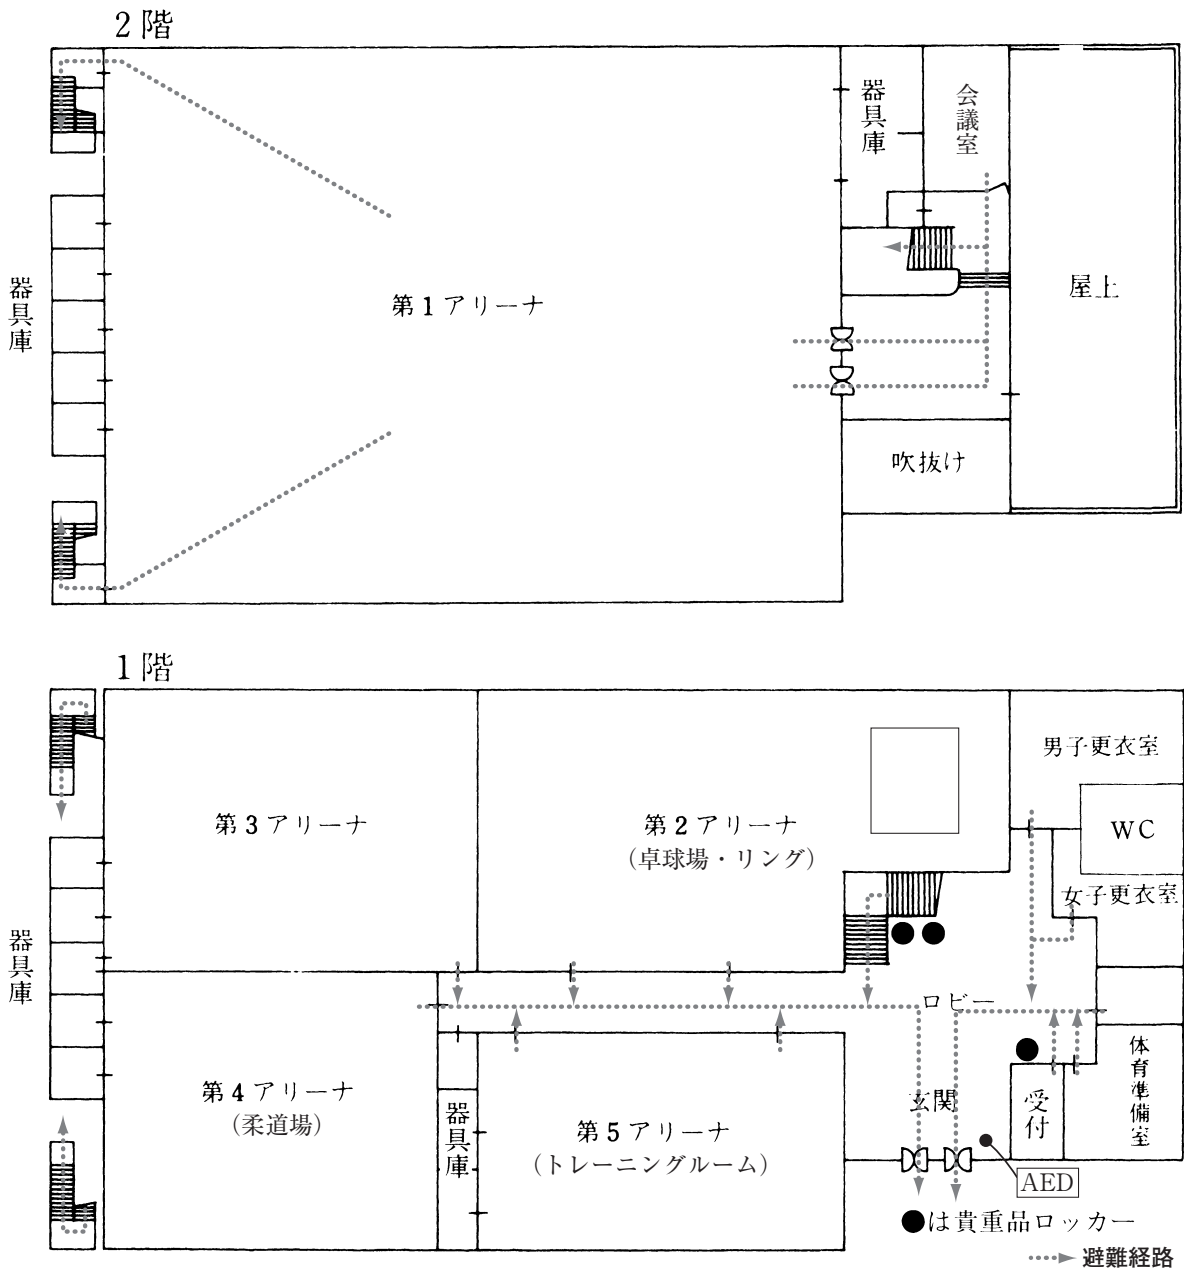 2階
器具庫
会議室
器具庫
第1アリーナ
屋上
吹抜け
1階
男子更衣室
第3アリーナ
第2アリーナ
（卓球場・リング）
WC
女子更衣室
器具庫
ロビー
第4アリーナ
（柔道場）
器具庫
第5アリーナ
（トレーニングルーム）
玄関
受付
体育準備室
AED
●は貴重品ロッカー
避難経路